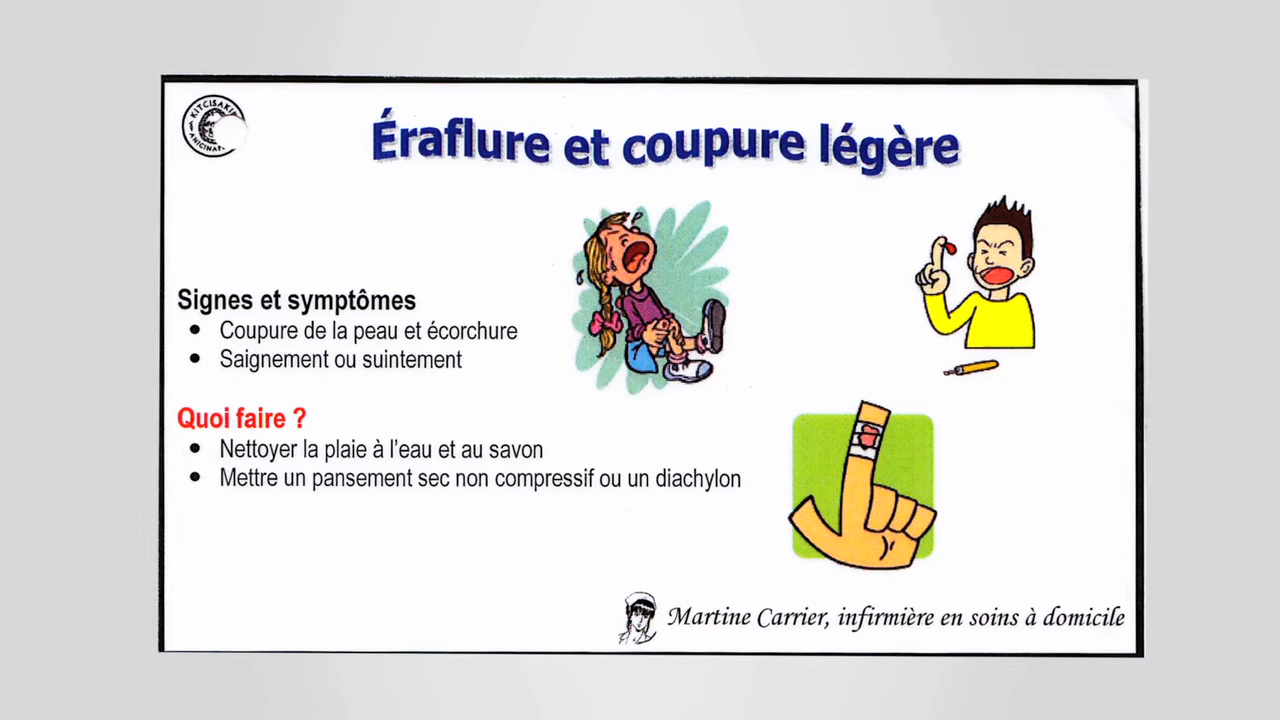 KITCISAKIK
Éraflure et coupure légère
Signes et symptômes
● Coupure de la peau et écorchure
● Saignement ou suintement
Quoi faire ?
● Nettoyer la plaie à l'eau et au savon
● Mettre un pansement sec non compressif ou un diachylon
Martine Carrier, infirmière en soins à domicile